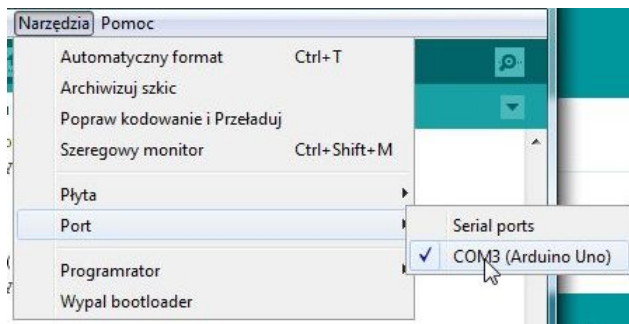 Narzędzia Pomoc
Automatyczny format Ctrl+T
Archiwizuj szkic
Popraw kodowanie i Przeładuj
Szeregowy monitor Ctrl+Shift+M
Płyta
Port
Serial ports
COM3 (Arduino Uno)
Programrator
Wypal bootloader